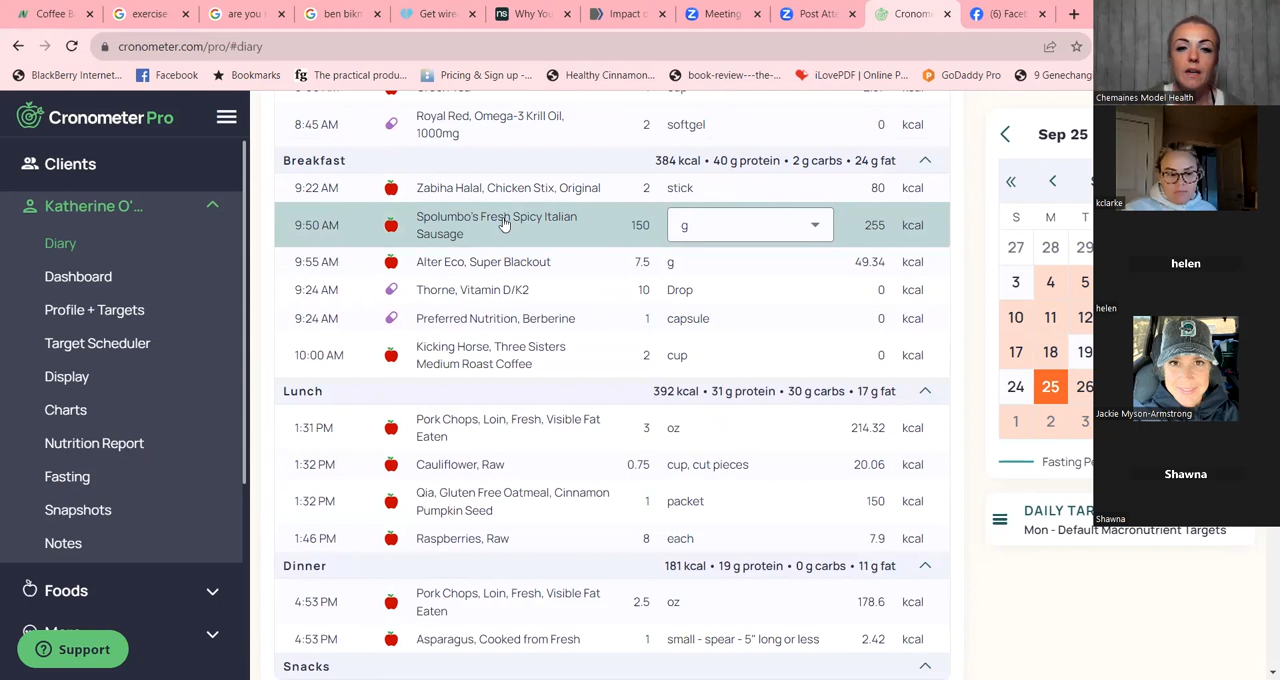 Coffee B
exercise
are you
ben bikn
Get wire
Why You
Impact o
Meeting
Post Atta
Cronome
(6) Face
cronometer.com/pro/#diary
BlackBerry Internet...
Facebook
Bookmarks
The practical produ...
Pricing & Sign up -...
Healthy Cinnamon...
book-review---the-...
iLovePDF | Online P...
GoDaddy Pro
9 Genechang
CronometerPro
Clients
Katherine O'...
Diary
Dashboard
Profile + Targets
Target Scheduler
Display
Charts
Nutrition Report
Fasting
Snapshots
Notes
Foods
Support
8:45 AM Royal Red, Omega-3 Krill Oil, 1000mg 2 softgel 0 kcal
Breakfast 384 kcal • 40 g protein • 2 g carbs • 24 g fat
9:22 AM Zabiha Halal, Chicken Stix, Original 2 stick 80 kcal
9:50 AM Spolumbo's Fresh Spicy Italian Sausage 150 g 255 kcal
9:55 AM Alter Eco, Super Blackout 7.5 g 49.34 kcal
9:24 AM Thorne, Vitamin D/K2 10 Drop 0 kcal
9:24 AM Preferred Nutrition, Berberine 1 capsule 0 kcal
10:00 AM Kicking Horse, Three Sisters Medium Roast Coffee 2 cup 0 kcal
Lunch 392 kcal • 31 g protein • 30 g carbs • 17 g fat
1:31 PM Pork Chops, Loin, Fresh, Visible Fat Eaten 3 oz 214.32 kcal
1:32 PM Cauliflower, Raw 0.75 cup, cut pieces 20.06 kcal
1:32 PM Qia, Gluten Free Oatmeal, Cinnamon Pumpkin Seed 1 packet 150 kcal
1:46 PM Raspberries, Raw 8 each 7.9 kcal
Dinner 181 kcal • 19 g protein • 0 g carbs • 11 g fat
4:53 PM Pork Chops, Loin, Fresh, Visible Fat Eaten 2.5 oz 178.6 kcal
4:53 PM Asparagus, Cooked from Fresh 1 small - spear - 5" long or less 2.42 kcal
Snacks
Sep 25
S M T
27 28 29
3 4 5
10 11 12
17 18 19
24 25 26
1 2 3
Fasting Pe
DAILY TAR
Mon - Default Macronutrient Targets
Chemaines Model Health
kclarke
helen
helen
Jackie Myson-Armstrong
Shawna
Shawna